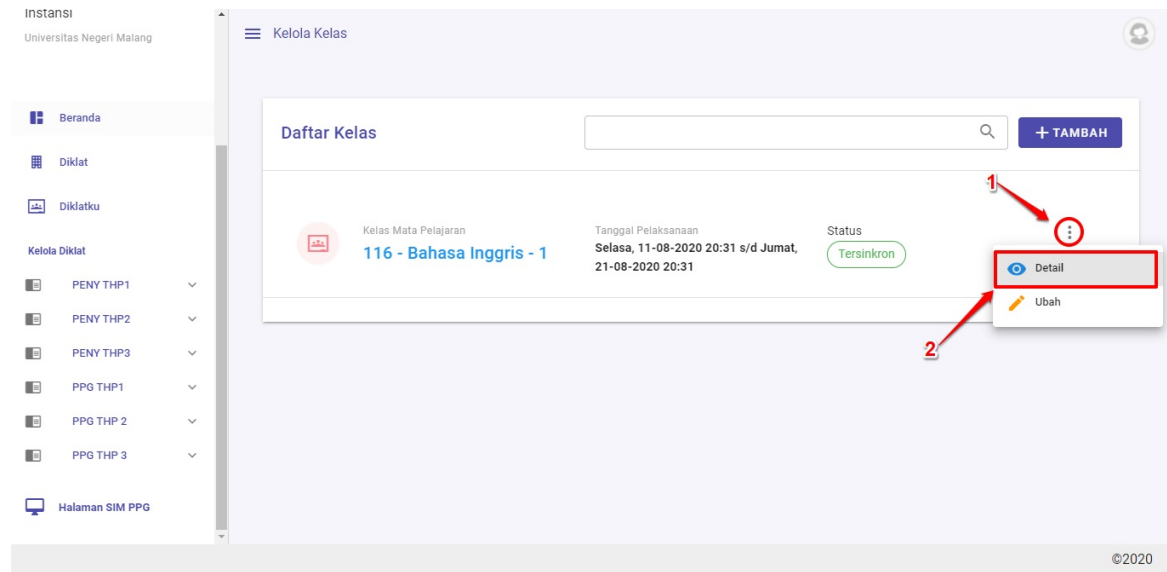 Instansi
Universitas Negeri Malang
Beranda
Diklat
Diklatku
Kelola Diklat
PENY THP1
PENY THP2
PENY THP3
PPG THP1
PPG THP 2
PPG THP 3
Halaman SIM PPG
Kelola Kelas
Daftar Kelas
+ TAMBAH
1
Kelas Mata Pelajaran
116 - Bahasa Inggris - 1
Tanggal Pelaksanaan
Selasa, 11-08-2020 20:31 s/d Jumat,
21-08-2020 20:31
Status
Tersinkron
Detail
Ubah
2
©2020